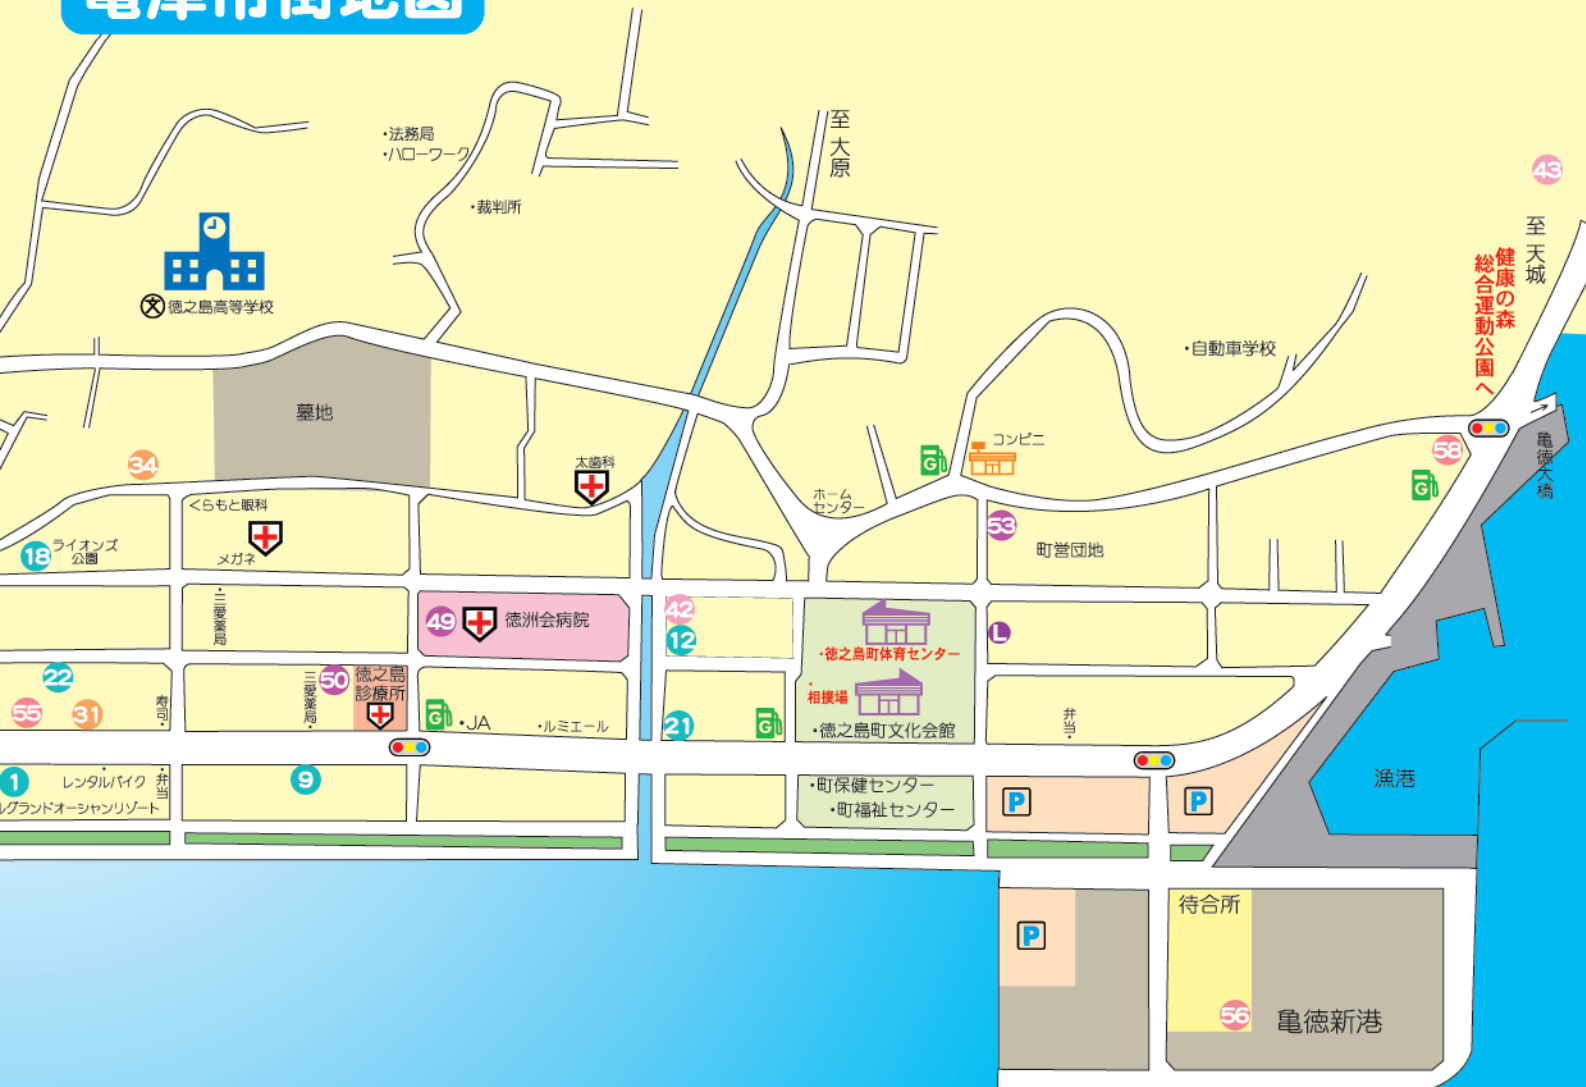 亀津市街地図
・法務局
・ハローワーク
・裁判所
至 大原
43
至 天城
健康の森
総合運動公園へ
文 徳之島高等学校
・自動車学校
墓地
コンビニ
G
58
G
亀徳大橋
34
太歯科
くらもと眼科
メガネ
ホーム
センター
53
町営団地
18
ライオンズ
公園
・三愛薬局
49
徳洲会病院
42
12
・徳之島町体育センター
L
22
55
31
寿司・
三愛薬局・
50
徳之島
診療所
G
・JA
・ルミエール
21
G
・相撲場
・徳之島町文化会館
弁当・
1
レンタルバイク
・弁当
ルグランドオーシャンリゾート
9
・町保健センター
・町福祉センター
P
P
漁港
P
待合所
56
亀徳新港